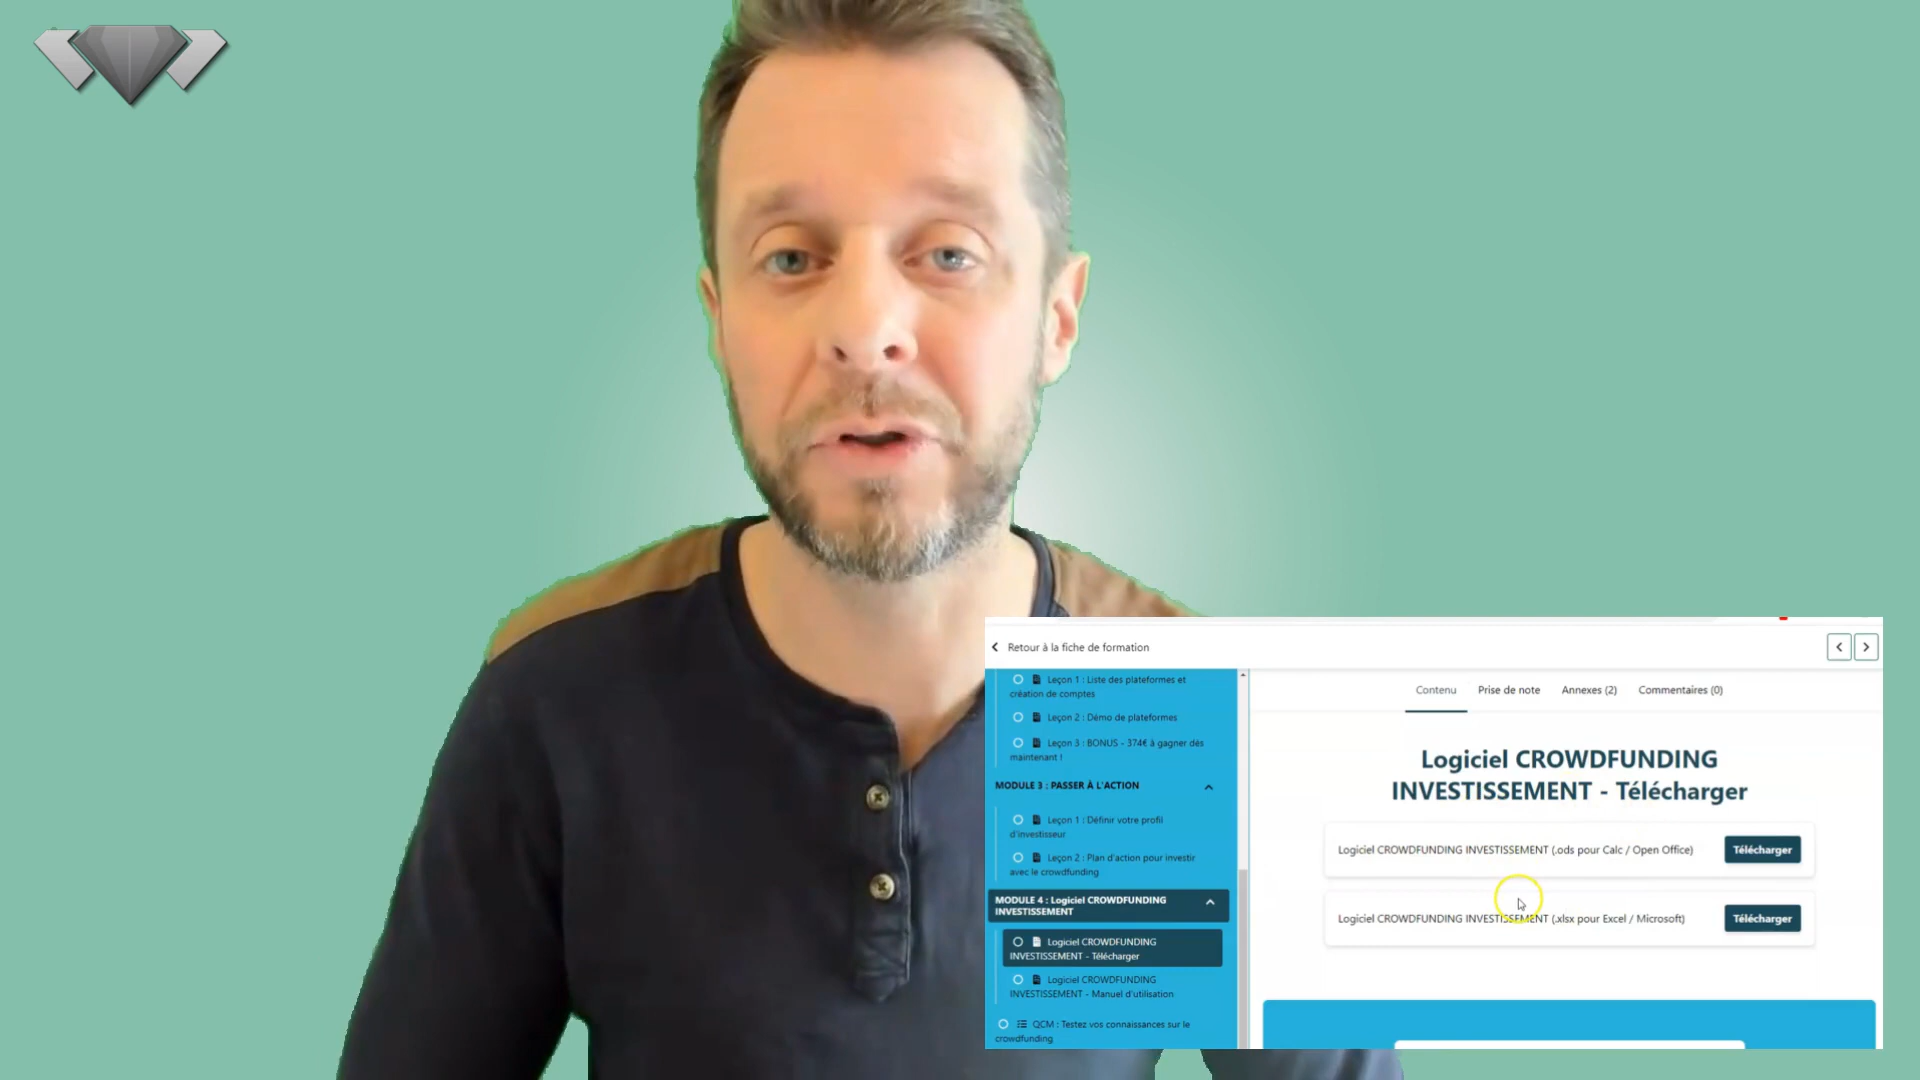 Retour à la fiche de formation
Leçon 1 : Liste des plateformes et
création de comptes
Leçon 2 : Démo de plateformes
Leçon 3 : BONUS - 374€ à gagner dès
maintenant !
MODULE 3 : PASSER À L'ACTION
Leçon 1 : Définir votre profil
d'investisseur
Leçon 2 : Plan d'action pour investir
avec le crowdfunding
MODULE 4 : Logiciel CROWDFUNDING
INVESTISSEMENT
Logiciel CROWDFUNDING
INVESTISSEMENT - Télécharger
Logiciel CROWDFUNDING
INVESTISSEMENT - Manuel d'utilisation
QCM : Testez vos connaissances sur le
crowdfunding
Contenu Prise de note Annexes (2) Commentaires (0)
Logiciel CROWDFUNDING
INVESTISSEMENT - Télécharger
Logiciel CROWDFUNDING INVESTISSEMENT (.ods pour Calc / Open Office) Télécharger
Logiciel CROWDFUNDING INVESTISSEMENT (.xlsx pour Excel / Microsoft) Télécharger